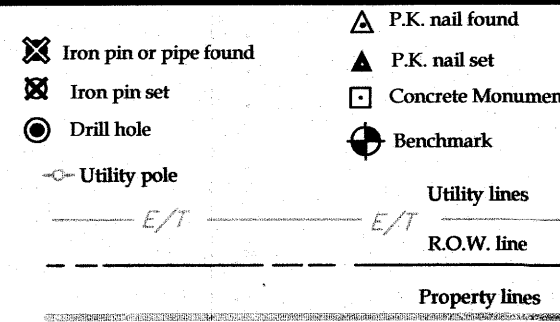 P.K. nail found
Iron pin or pipe found
P.K. nail set
Iron pin set
Concrete Monumen
Drill hole
Benchmark
Utility pole
Utility lines
E/T E/T
R.O.W. line
Property lines